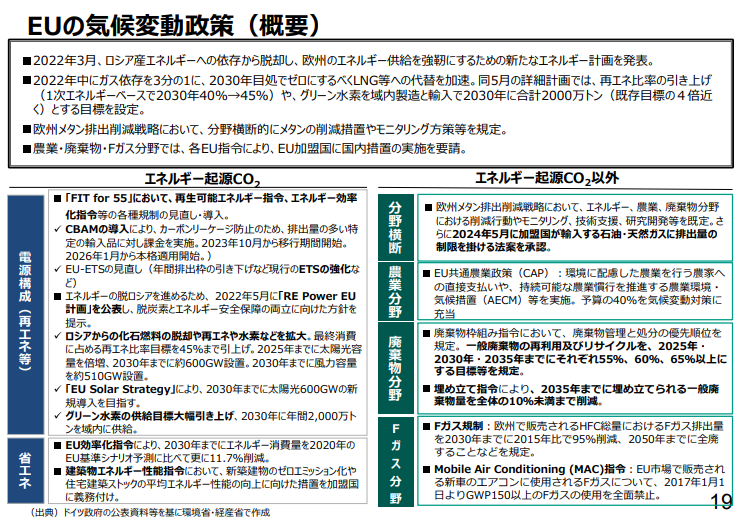 EUの気候変動政策（概要）
■2022年3月、ロシア産エネルギーへの依存から脱却し、欧州のエネルギー供給を強靭にするための新たなエネルギー計画を発表。
■2022年中にガス依存を3分の1に、2030年目処でゼロにするべくLNG等への代替を加速。同5月の詳細計画では、再エネ比率の引き上げ
（1次エネルギーベースで2030年40%→45%）や、グリーン水素を域内製造と輸入で2030年に合計2000万トン（既存目標の４倍近
く）とする目標を設定。
■欧州メタン排出削減戦略において、分野横断的にメタンの削減措置やモニタリング方策等を規定。
■農業・廃棄物・Fガス分野では、各EU指令により、EU加盟国に国内措置の実施を要請。
エネルギー起源CO2
電源構成（再エネ等）
■「FIT for 55」において、再生可能エネルギー指令、エネルギー効率
化指令等の各種規制の見直し・導入。
✓ CBAMの導入により、カーボンリケージ防止のため、排出量の多い特
定の輸入品に対し課金を実施。2023年10月から移行期間開始。
2026年1月から本格適用開始。）
✓ EU-ETSの見直し（年間排出枠の引き下げなど現行のETSの強化な
ど）
■エネルギーの脱ロシアを進めるため、2022年5月に「RE Power EU
計画」を公表し、脱炭素とエネルギー安全保障の両立に向けた方針を
提示。
✓ ロシアからの化石燃料の脱却や再エネや水素などを拡大。最終消費
に占める再エネ比率目標を45%まで引上げ。2025年までに太陽光容
量を倍増、2030年までに約600GW設置。2030年までに風力容量
を約510GW設置。
✓ 「EU Solar Strategy」により、2030年までに太陽光600GWの新
規導入を目指す。
✓ グリーン水素の供給目標大幅引き上げ、2030年に年間2,000万ト
ンを域内に供給。
省エネ
■EU効率化指令により、2030年までにエネルギー消費量を2020年の
EU基準シナリオ予測に比べて更に11.7%削減。
■建築物エネルギー性能指令において、新築建物のゼロエミッション化や
住宅建築ストックの平均エネルギー性能の向上に向けた措置を加盟国
に義務付け。
エネルギー起源CO2以外
分野横断
■欧州メタン排出削減戦略において、エネルギー、農業、廃棄物分野
における削減行動やモニタリング、技術支援、研究開発等を既定。さ
らに2024年5月に加盟国が輸入する石油・天然ガスに排出量の
制限を掛ける法案を承認。
農業分野
■EU共通農業政策（CAP）：環境に配慮した農業を行う農家へ
の直接支払いや、持続可能な農業慣行を推進する農業環境・
気候措置（AECM）等を実施。予算の40%を気候変動対策に
充当
廃棄物分野
■廃棄物枠組み指令において、廃棄物管理と処分の優先順位を
規定。一般廃棄物の再利用及びリサイクルを、2025年・
2030年・2035年までにそれぞれ55%、60%、65%以上に
する目標等を規定。
■埋め立て指令により、2035年までに埋め立てられる一般廃
棄物量を全体の10%未満まで削減。
Fガス分野
■Fガス規制：欧州で販売されるHFC総量におけるFガス排出量
を2030年までに2015年比で95%削減、2050年までに全廃
することなどを規定。
■Mobile Air Conditioning (MAC)指令：EU市場で販売され
る新車のエアコンに使用されるFガスについて、2017年1月1
日よりGWP150以上のFガスの使用を全面禁止。
（出典）ドイツ政府の公表資料等を基に環境省・経産省で作成
19